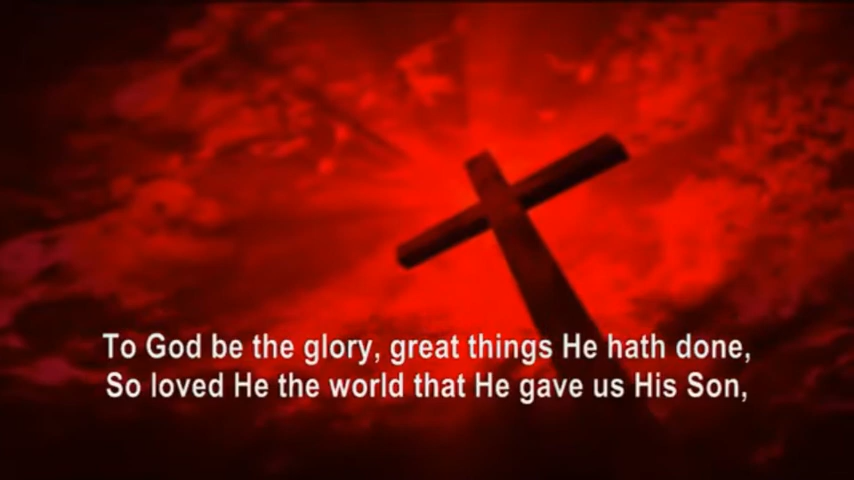 To God be the glory, great things He hath done,
So loved He the world that He gave us His Son,